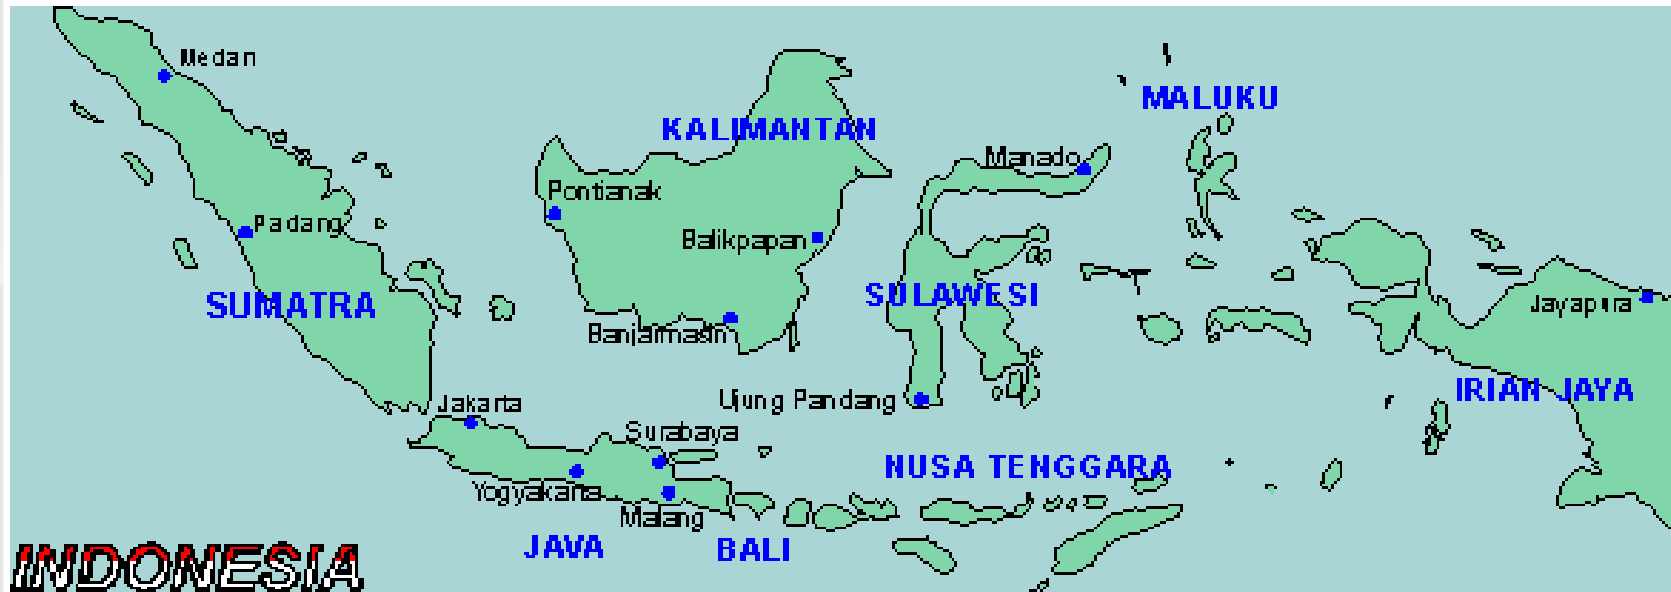 Medan
MALUKU
KALIMANTAN
Manado
Pontianak
Padang
Balikpapan
SULAWESI
SUMATRA
Jayapura
Banjarmasin
IRIAN JAYA
Ujung Pandang
Jakarta
Surabaya
NUSA TENGGARA
Yogyakarta
Malang
JAVA
BALI
INDONESIA